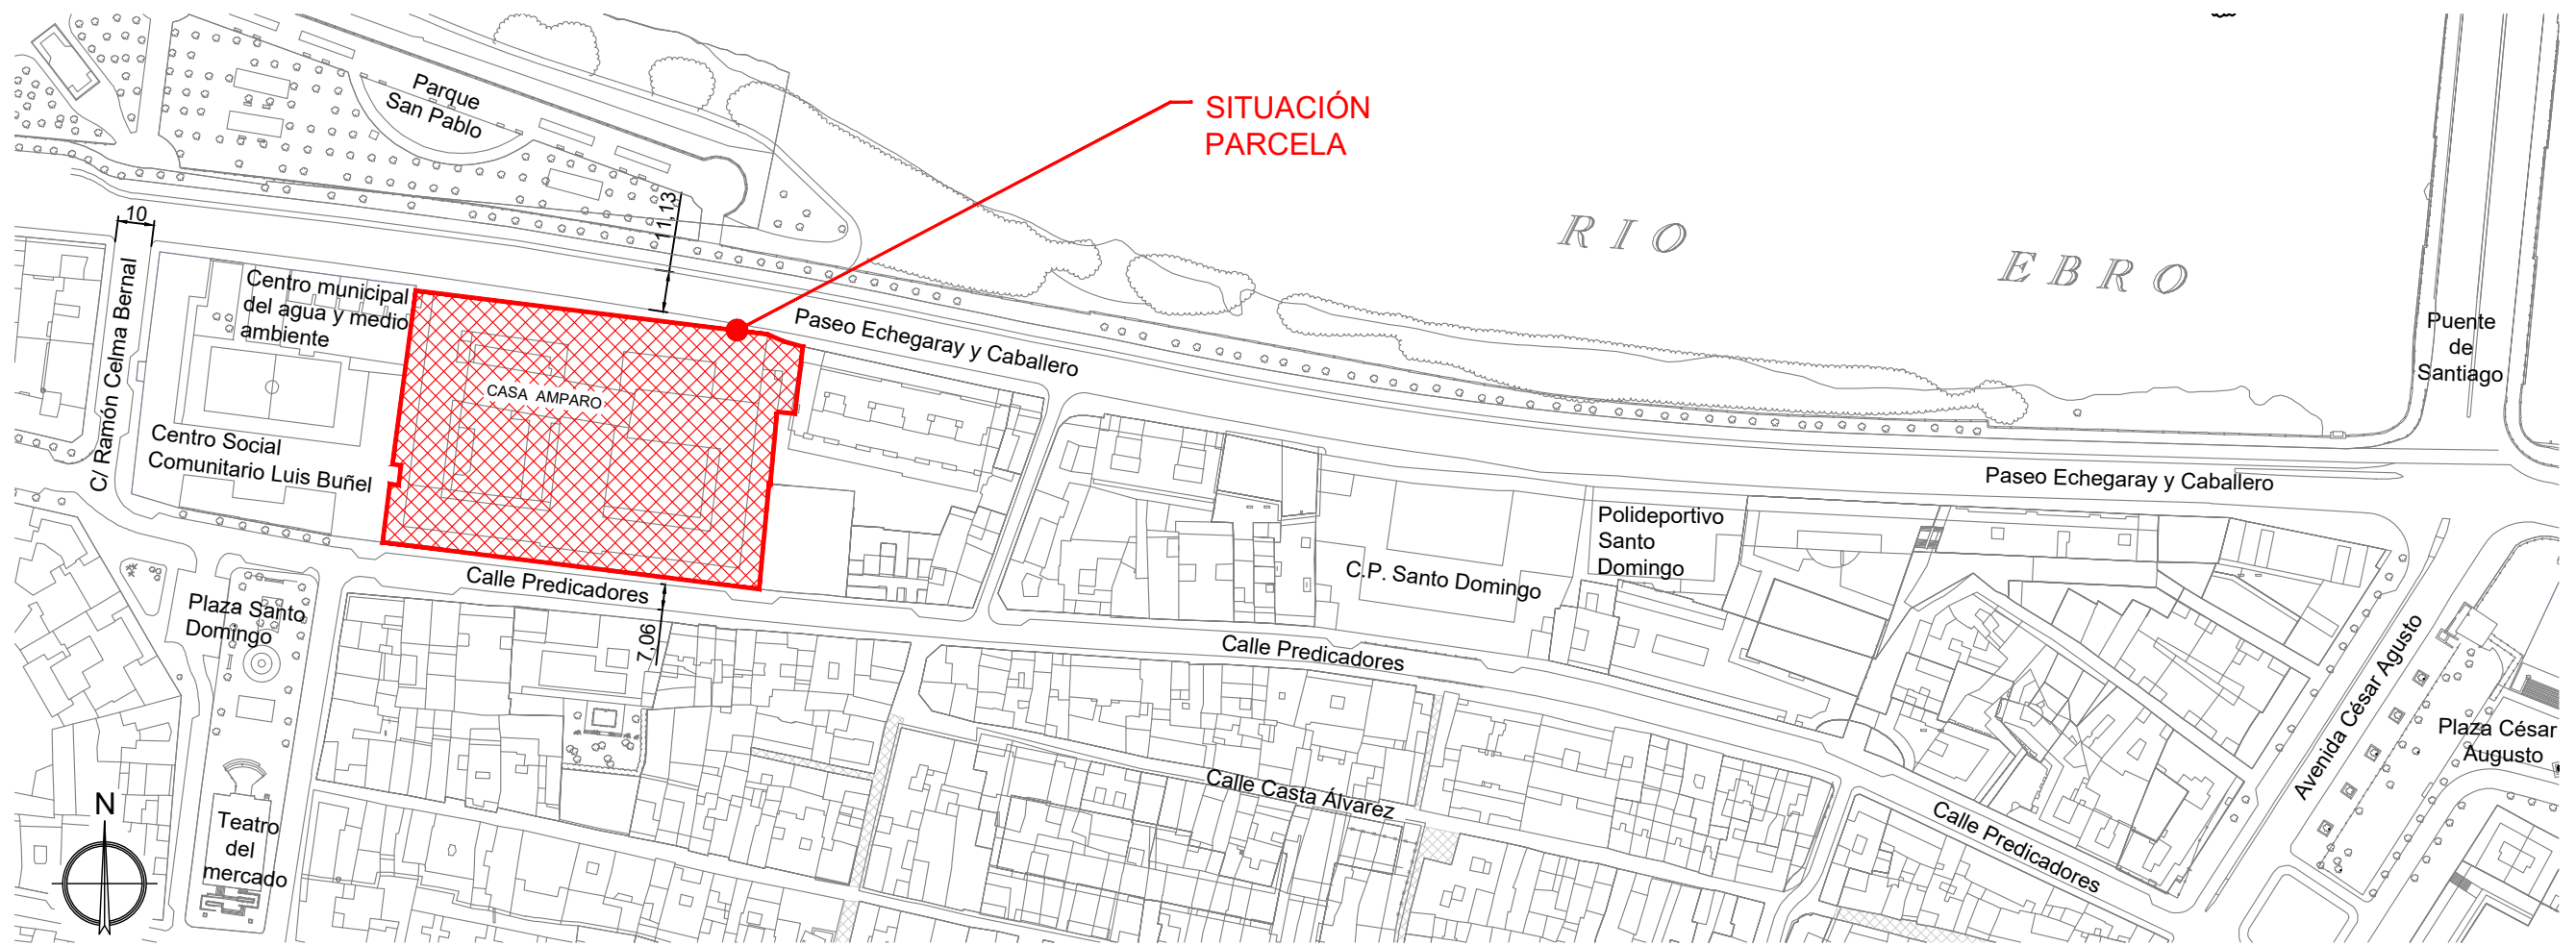 Parque
San Pablo
SITUACIÓN
PARCELA
11,13
10
RIO
EBRO
Centro municipal
del agua y medio
ambiente
C/ Ramón Celma Bernal
CASA AMPARO
Paseo Echegaray y Caballero
Puente
de
Santiago
Centro Social
Comunitario Luis Buñel
Paseo Echegaray y Caballero
Polideportivo
Santo
Domingo
C.P. Santo Domingo
Calle Predicadores
Plaza Santo
Domingo
7,06
Calle Predicadores
Avenida César Agusto
Plaza César
Augusto
Calle Casta Álvarez
Calle Predicadores
N
Teatro
del
mercado